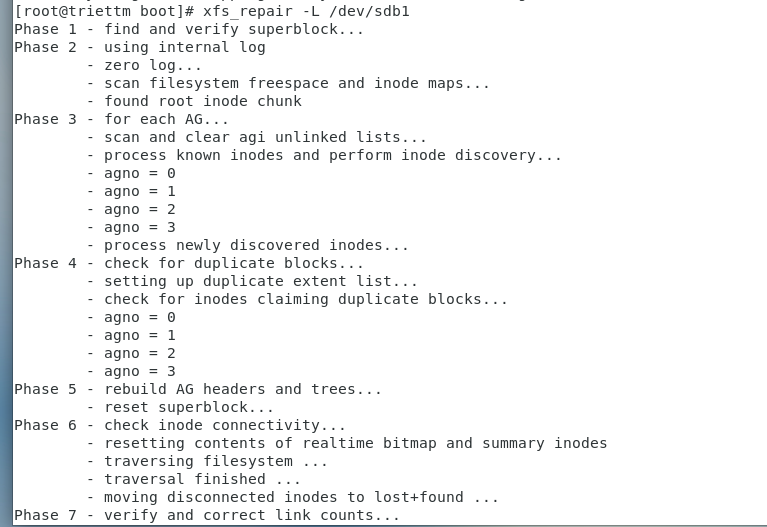 [root@triettm boot]# xfs_repair -L /dev/sdb1
Phase 1 - find and verify superblock...
Phase 2 - using internal log
        - zero log...
        - scan filesystem freespace and inode maps...
        - found root inode chunk
Phase 3 - for each AG...
        - scan and clear agi unlinked lists...
        - process known inodes and perform inode discovery...
        - agno = 0
        - agno = 1
        - agno = 2
        - agno = 3
        - process newly discovered inodes...
Phase 4 - check for duplicate blocks...
        - setting up duplicate extent list...
        - check for inodes claiming duplicate blocks...
        - agno = 0
        - agno = 1
        - agno = 2
        - agno = 3
Phase 5 - rebuild AG headers and trees...
        - reset superblock...
Phase 6 - check inode connectivity...
        - resetting contents of realtime bitmap and summary inodes
        - traversing filesystem ...
        - traversal finished ...
        - moving disconnected inodes to lost+found ...
Phase 7 - verify and correct link counts...